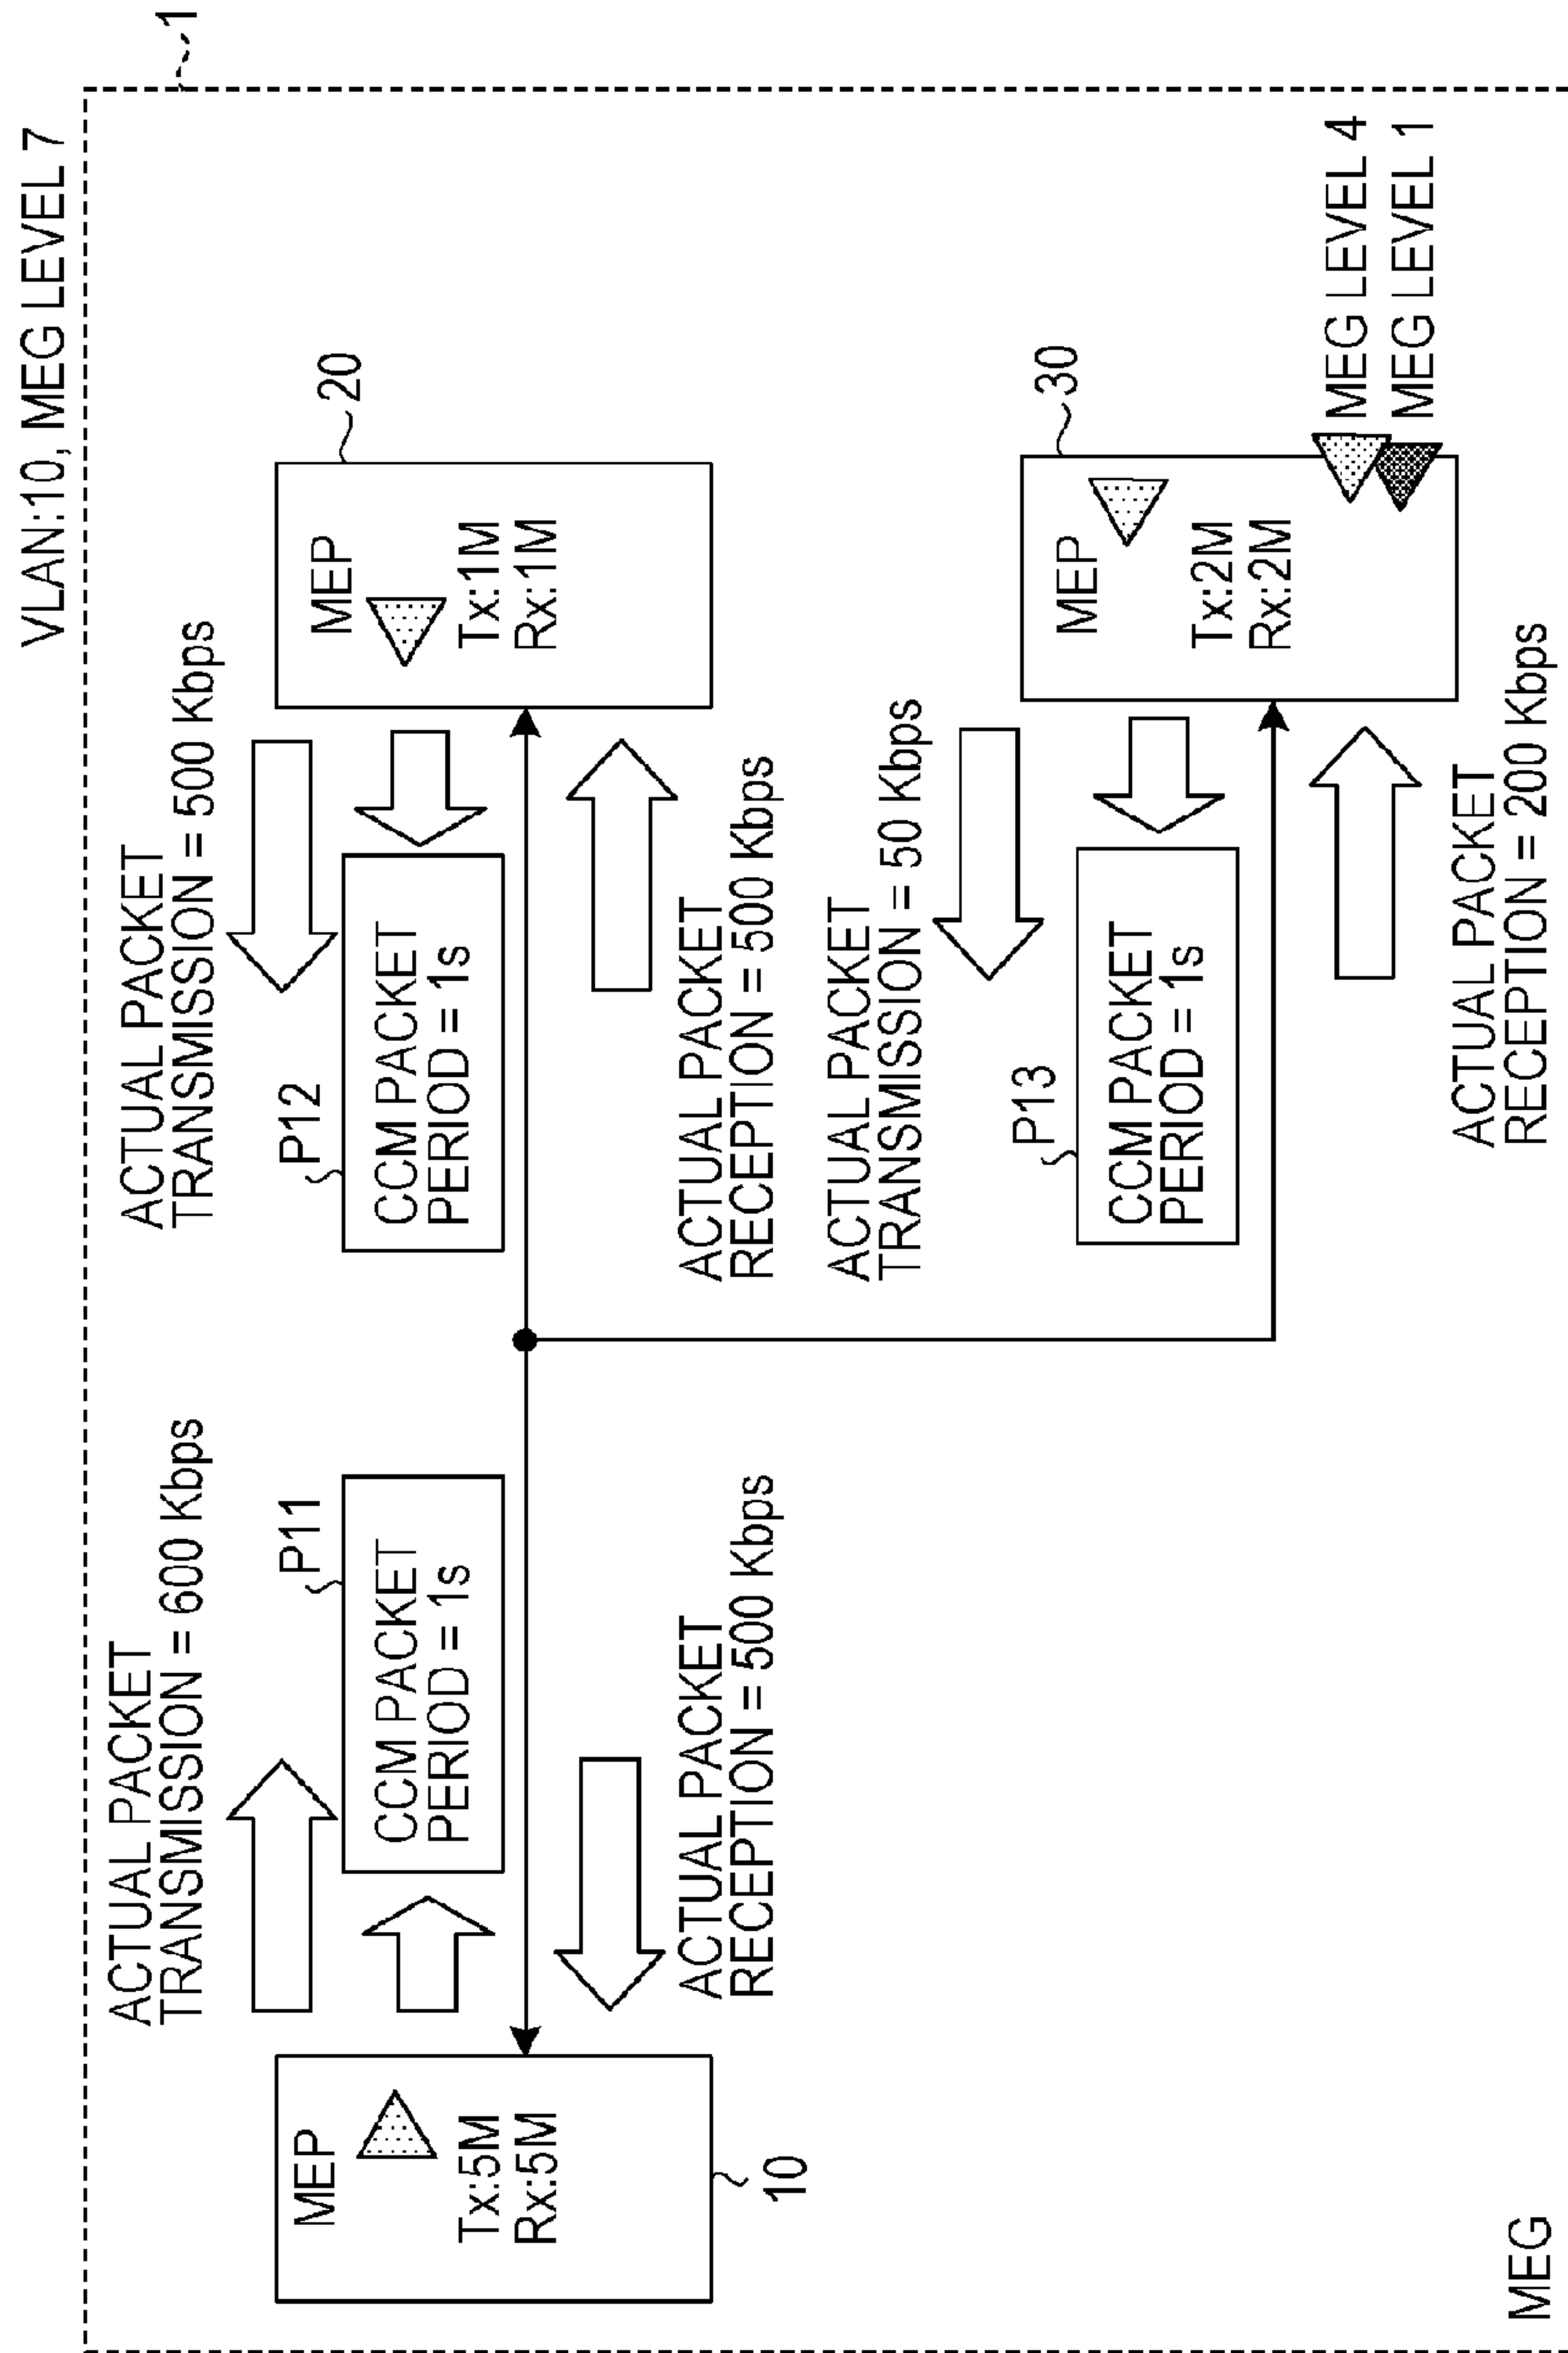 VLAN:10, MEG LEVEL 7
1
ACTUAL PACKET
TRANSMISSION = 600 Kbps
ACTUAL PACKET
TRANSMISSION = 500 Kbps
MEP
Tx:5M
Rx:5M
10
P11
CCM PACKET
PERIOD = 1s
P12
CCM PACKET
PERIOD = 1s
20
MEP
Tx:1M
Rx:1M
ACTUAL PACKET
RECEPTION = 500 Kbps
ACTUAL PACKET
RECEPTION = 500 Kbps
ACTUAL PACKET
TRANSMISSION = 50 Kbps
P13
CCM PACKET
PERIOD = 1s
30
MEP
Tx:2M
Rx:2M
MEG LEVEL 4
MEG LEVEL 1
ACTUAL PACKET
RECEPTION = 200 Kbps
MEG